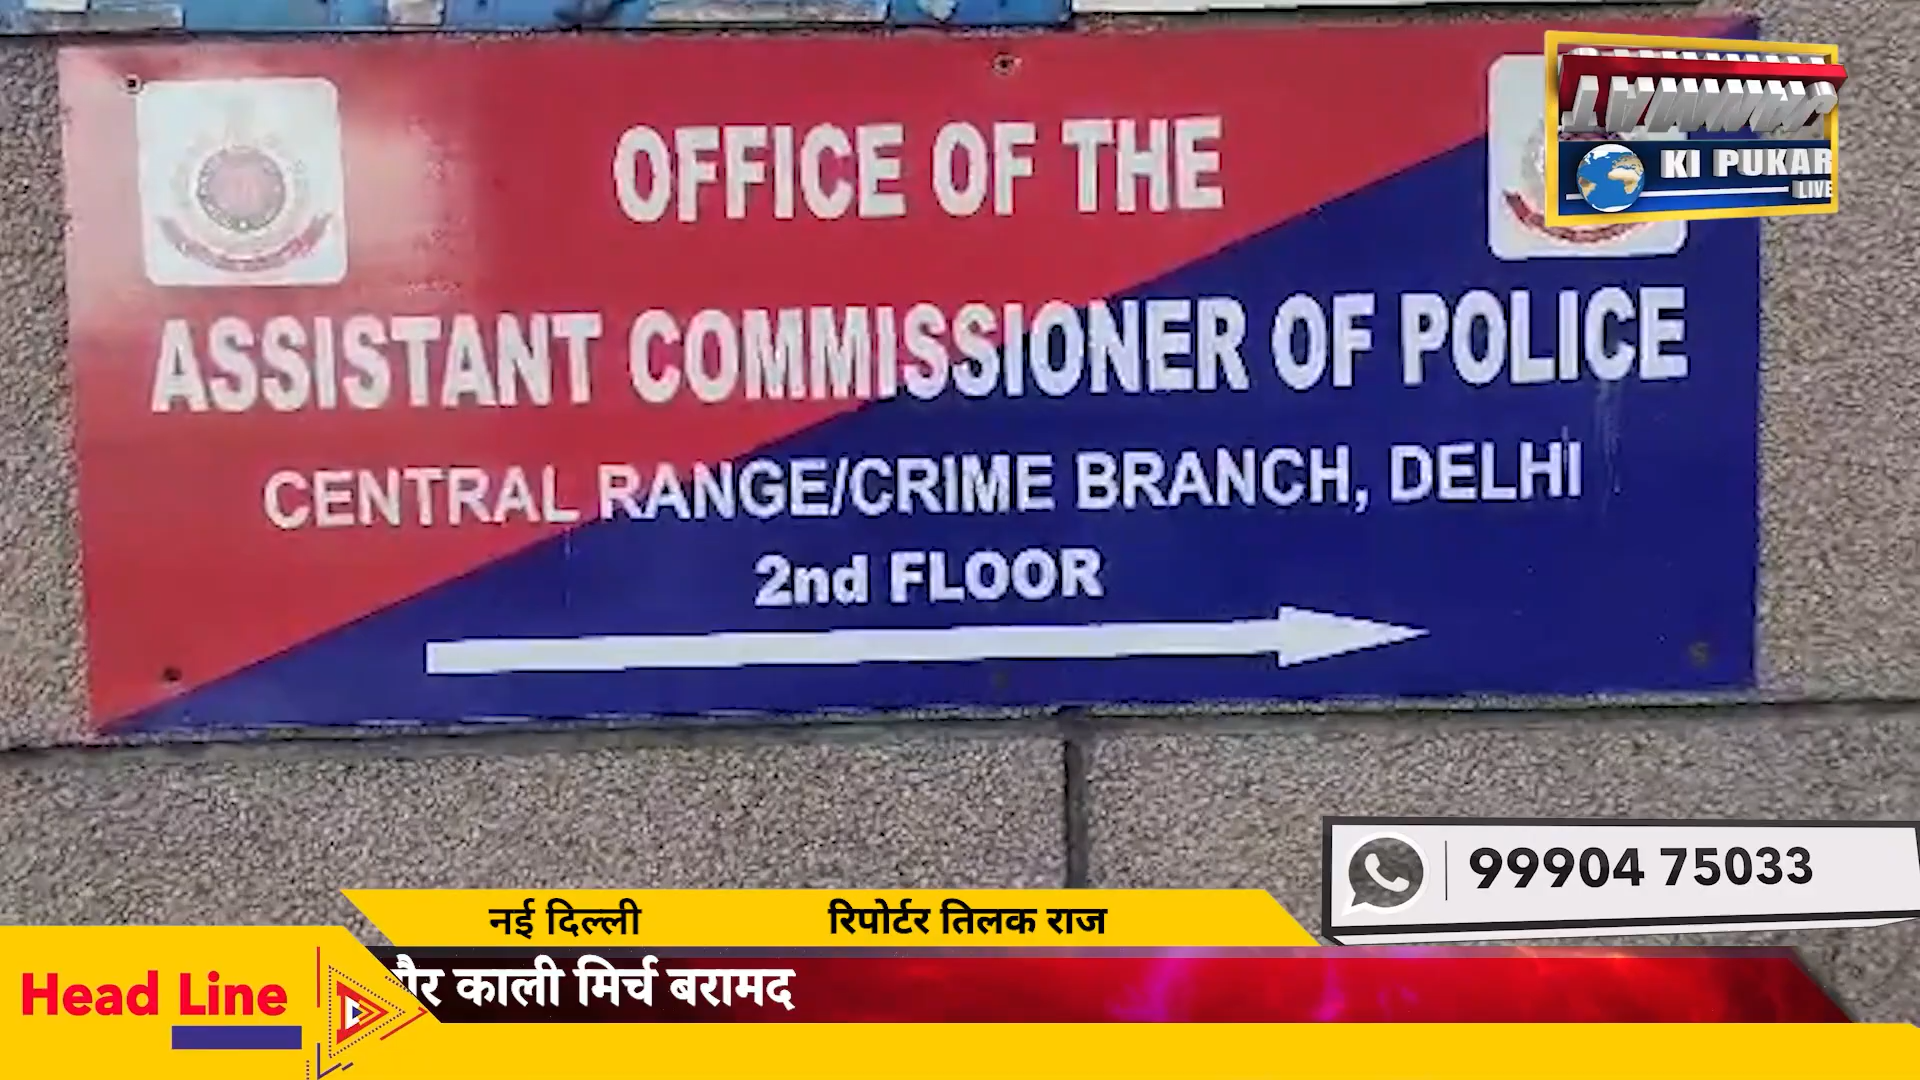 OFFICE OF THE
ASSISTANT COMMISSIONER OF POLICE
CENTRAL RANGE/CRIME BRANCH, DELHI
2nd FLOOR
KI PUKAR
LIVE
99904 75033
नई दिल्ली
रिपोर्टर तिलक राज
काली मिर्च बरामद
Head Line